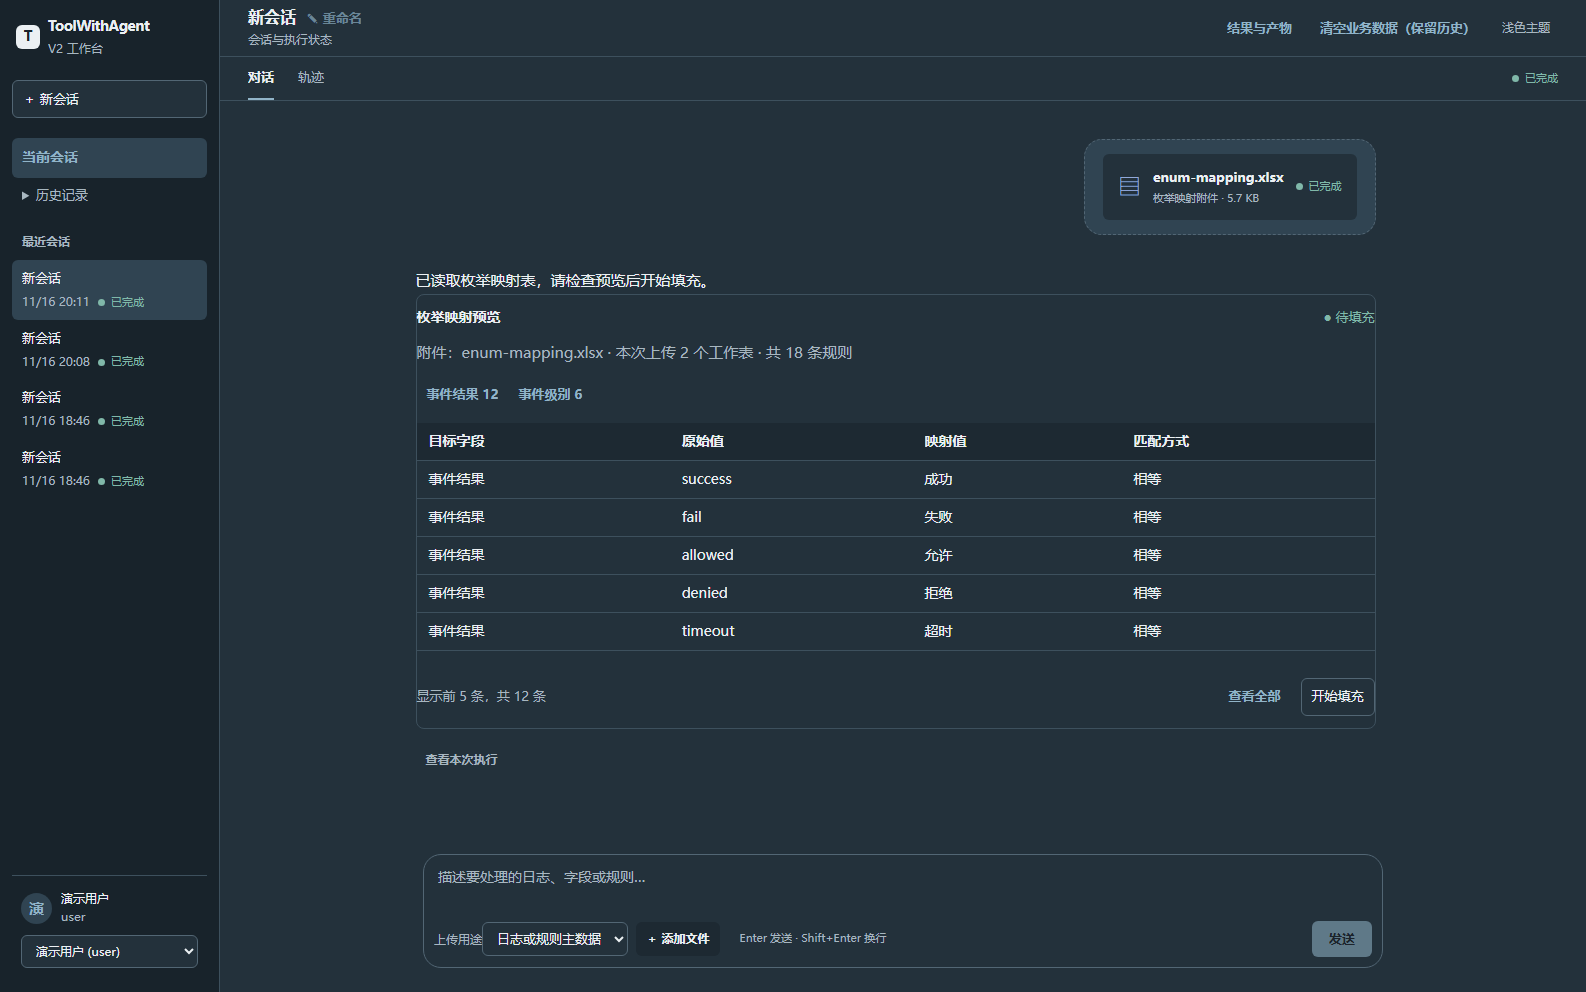 T
ToolWithAgent
V2 工作台
+ 新会话
当前会话
▶ 历史记录
最近会话
新会话
11/16 20:11 ● 已完成
新会话
11/16 20:08 ● 已完成
新会话
11/16 18:46 ● 已完成
新会话
11/16 18:46 ● 已完成
演
演示用户
user
演示用户 (user)
新会话 重命名
会话与执行状态
结果与产物 清空业务数据（保留历史） 浅色主题
对话 轨迹
● 已完成
enum-mapping.xlsx
枚举映射附件 · 5.7 KB
● 已完成
已读取枚举映射表，请检查预览后开始填充。
枚举映射预览 ● 待填充
附件：enum-mapping.xlsx · 本次上传 2 个工作表 · 共 18 条规则
事件结果 12 事件级别 6
目标字段 原始值 映射值 匹配方式
事件结果 success 成功 相等
事件结果 fail 失败 相等
事件结果 allowed 允许 相等
事件结果 denied 拒绝 相等
事件结果 timeout 超时 相等
显示前 5 条，共 12 条 查看全部 开始填充
查看本次执行
描述要处理的日志、字段或规则...
上传用途 日志或规则主数据 + 添加文件 Enter 发送 · Shift+Enter 换行 发送